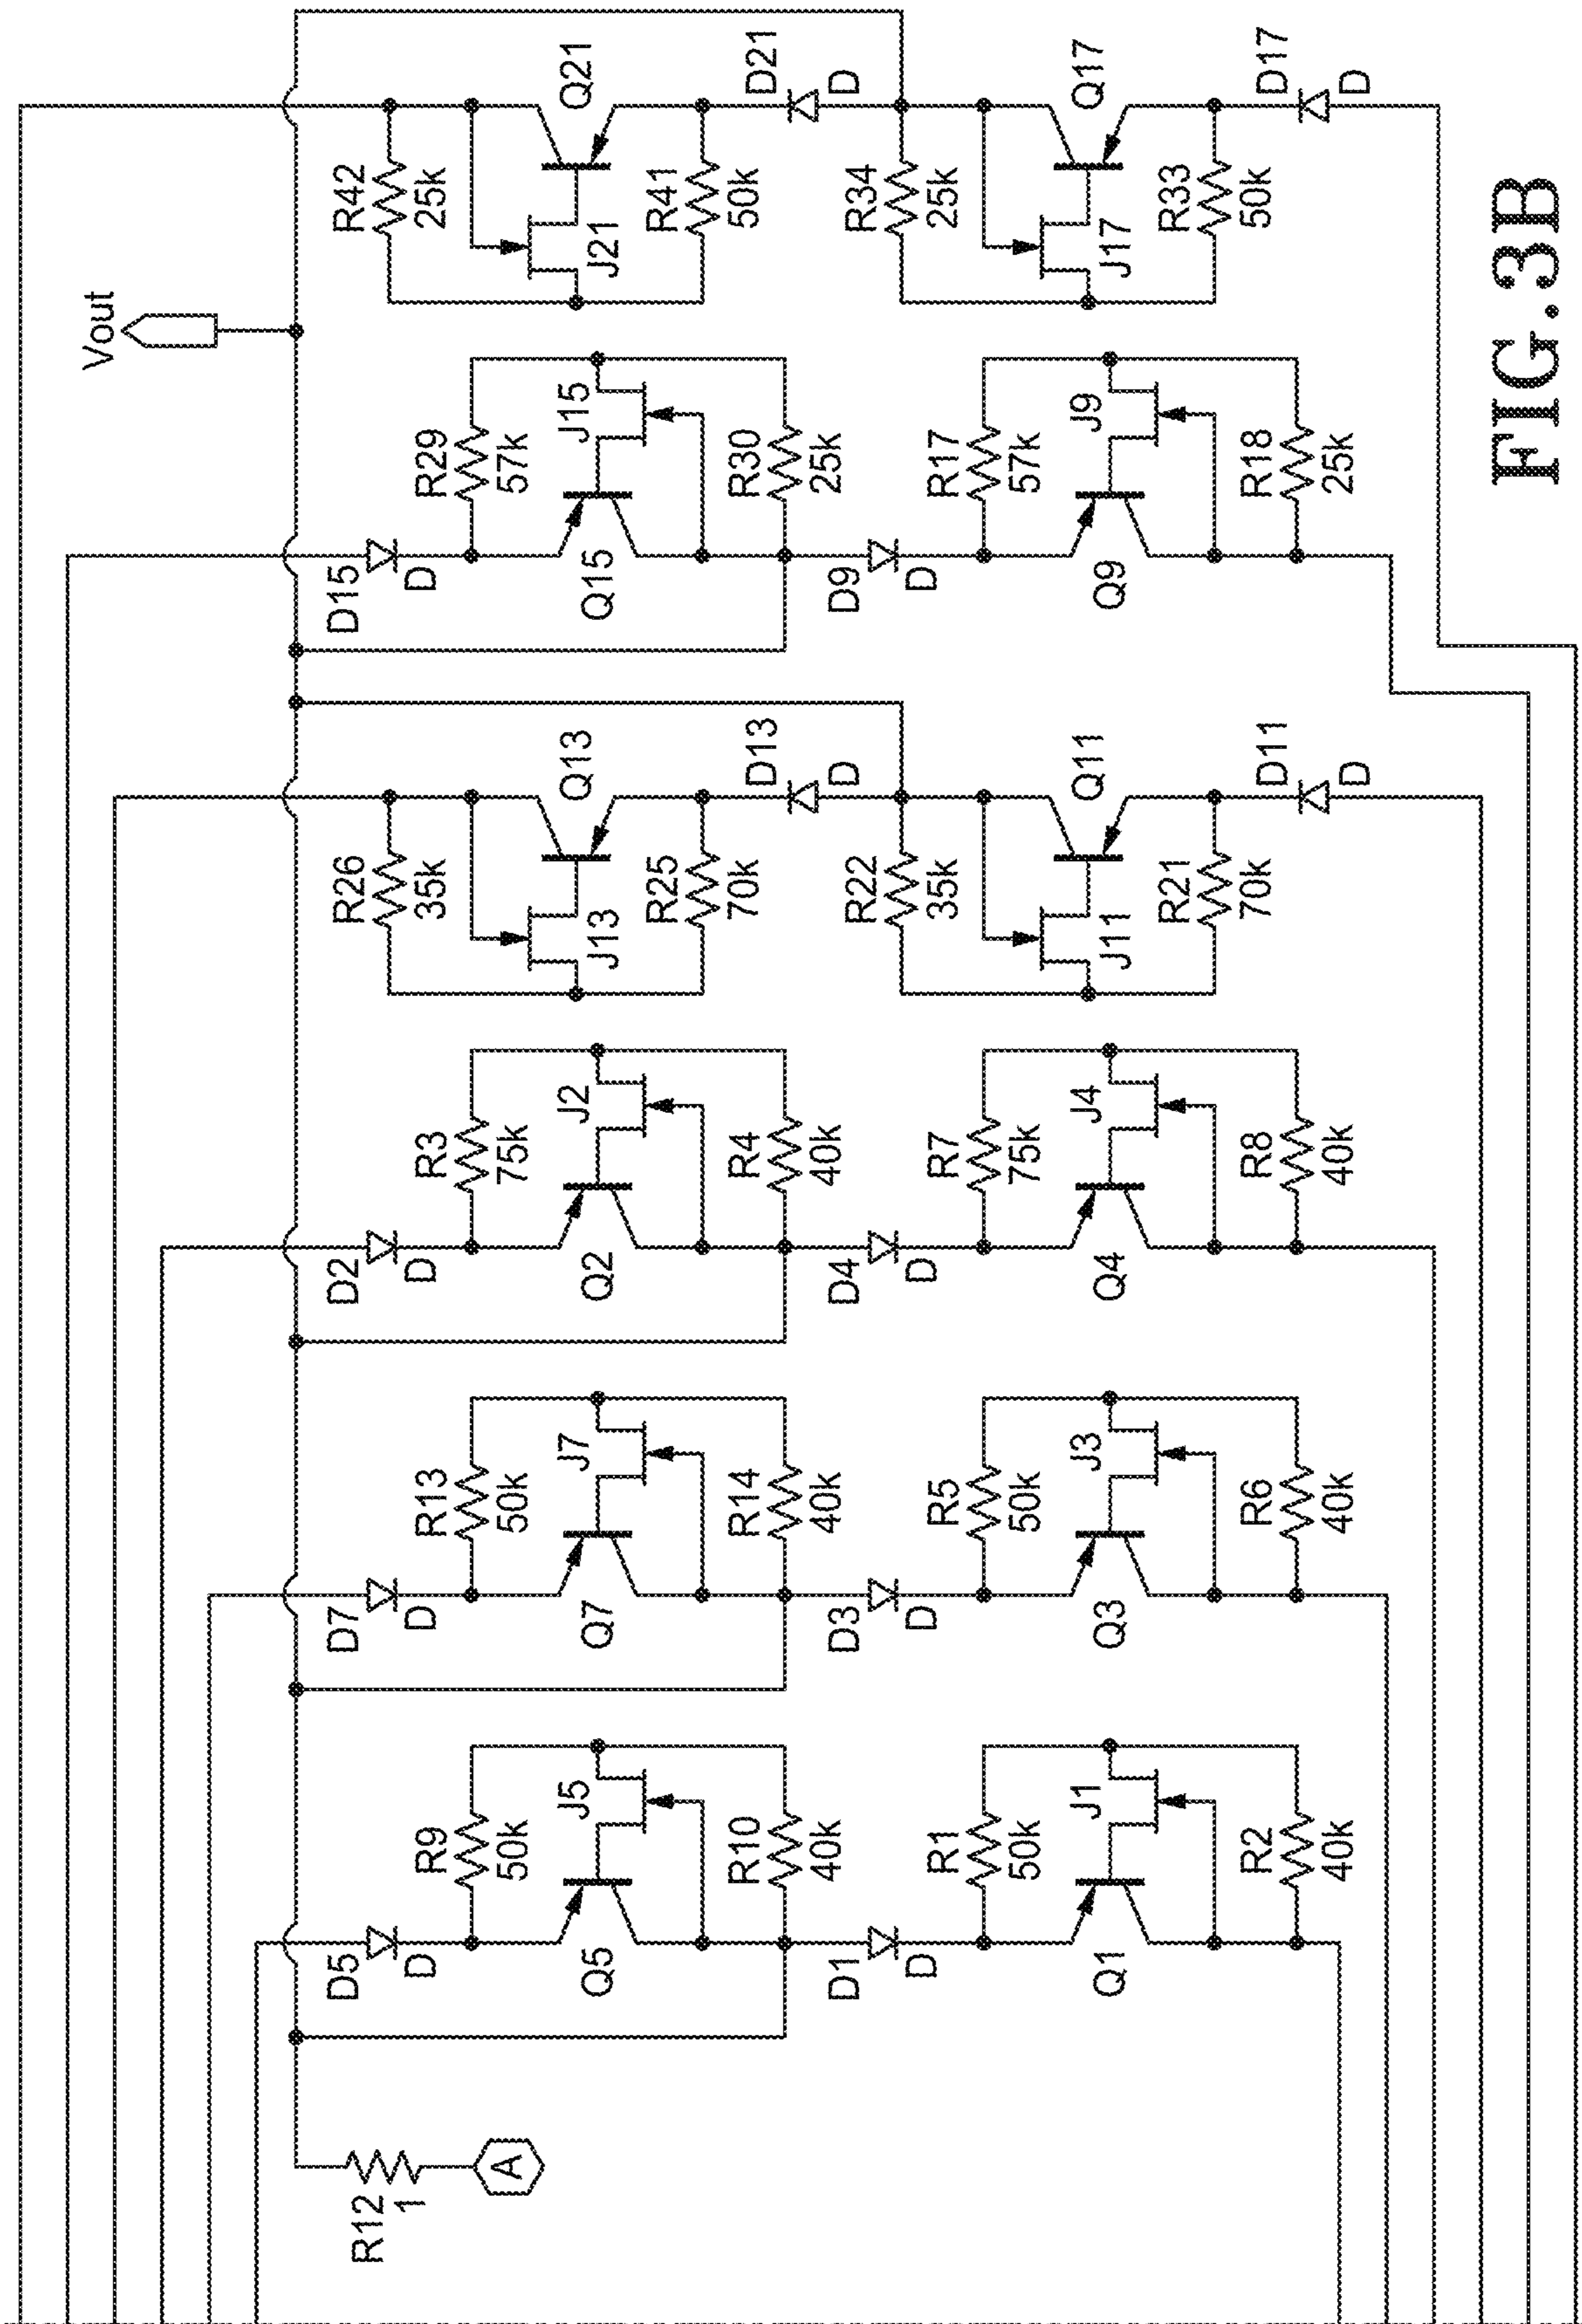 Vout
R42
25k
Q21
J21
R41
50k
D21
D
R34
25k
Q17
J17
R33
50k
D17
D
D15
D
R29
57k
J15
Q15
R30
25k
D9
D
R17
57k
J9
Q9
R18
25k
R26
35k
Q13
J13
R25
70k
D13
D
R22
35k
Q11
J11
R21
70k
D11
D
D2
D
R3
75k
J2
Q2
R4
40k
D4
D
R7
75k
J4
Q4
R8
40k
D7
D
R13
50k
J7
Q7
R14
40k
D3
D
R5
50k
J3
Q3
R6
40k
D5
D
R9
50k
J5
Q5
R10
40k
D1
D
R1
50k
J1
Q1
R2
40k
R12
1
A
FIG.3B